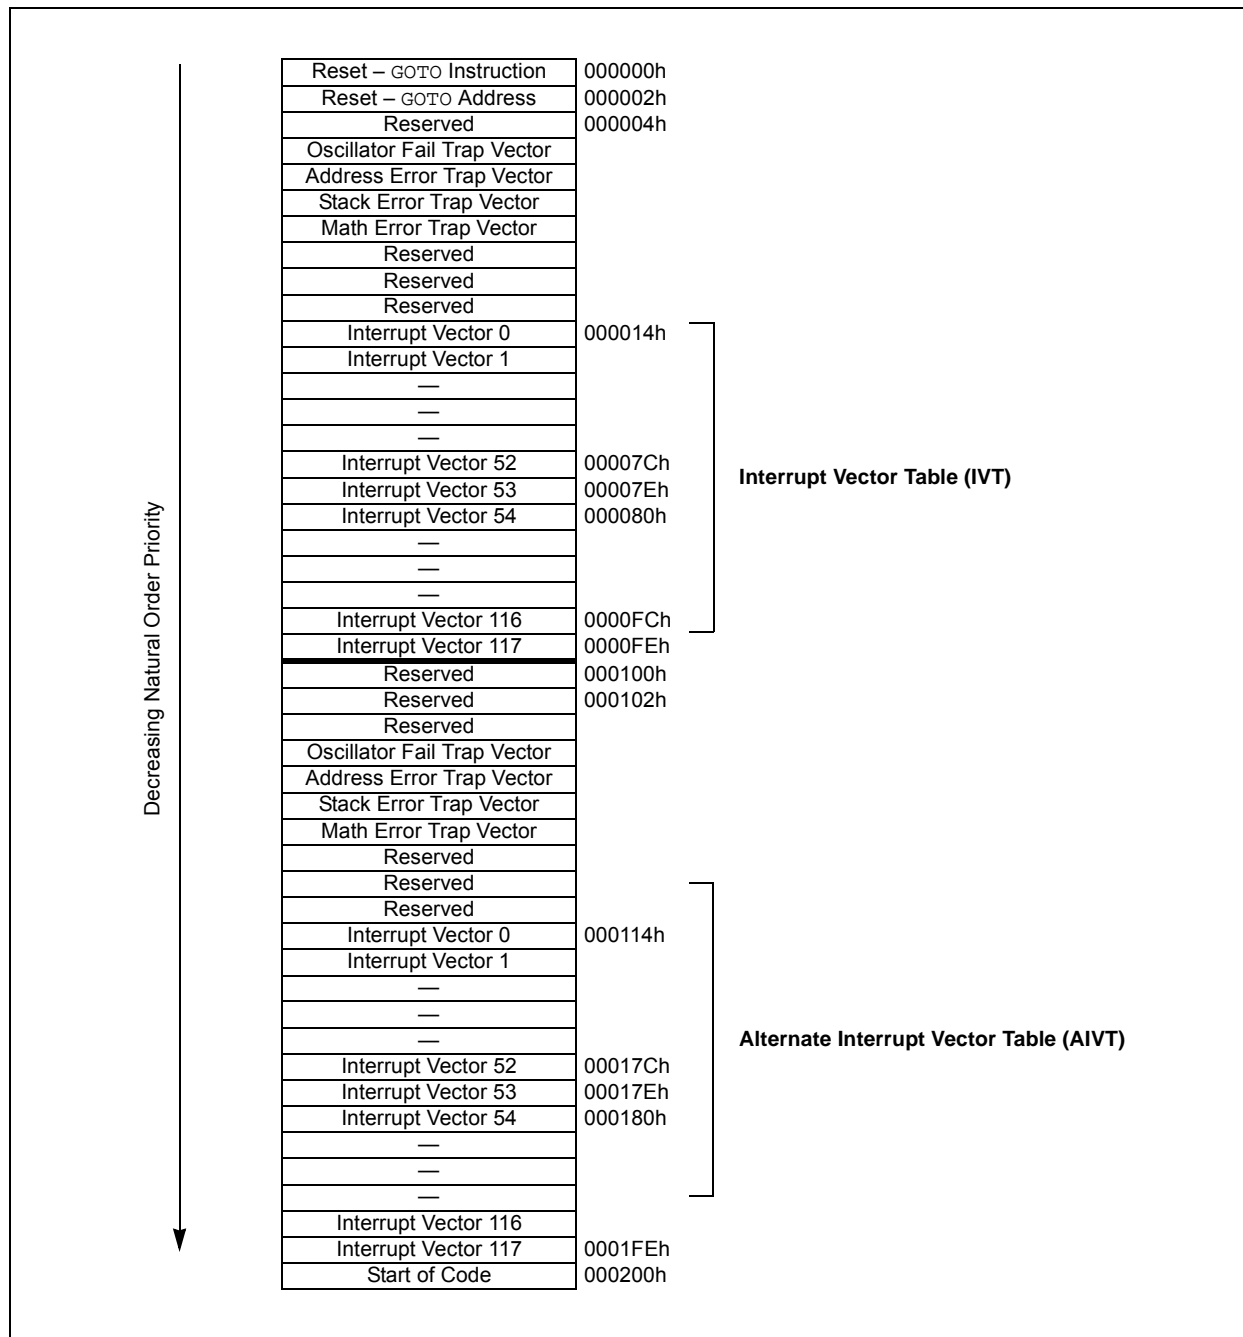 Reset – GOTO Instruction 000000h
Reset – GOTO Address 000002h
Reserved 000004h
Oscillator Fail Trap Vector
Address Error Trap Vector
Stack Error Trap Vector
Math Error Trap Vector
Reserved
Reserved
Reserved
Interrupt Vector 0 000014h
Interrupt Vector 1
—
—
—
Interrupt Vector 52 00007Ch
Interrupt Vector Table (IVT)
Interrupt Vector 53 00007Eh
Interrupt Vector 54 000080h
—
—
—
Interrupt Vector 116 0000FCh
Interrupt Vector 117 0000FEh
Decreasing Natural Order Priority
Reserved 000100h
Reserved 000102h
Reserved
Oscillator Fail Trap Vector
Address Error Trap Vector
Stack Error Trap Vector
Math Error Trap Vector
Reserved
Reserved
Reserved
Interrupt Vector 0 000114h
Interrupt Vector 1
—
—
—
Alternate Interrupt Vector Table (AIVT)
Interrupt Vector 52 00017Ch
Interrupt Vector 53 00017Eh
Interrupt Vector 54 000180h
—
—
—
Interrupt Vector 116
Interrupt Vector 117 0001FEh
Start of Code 000200h